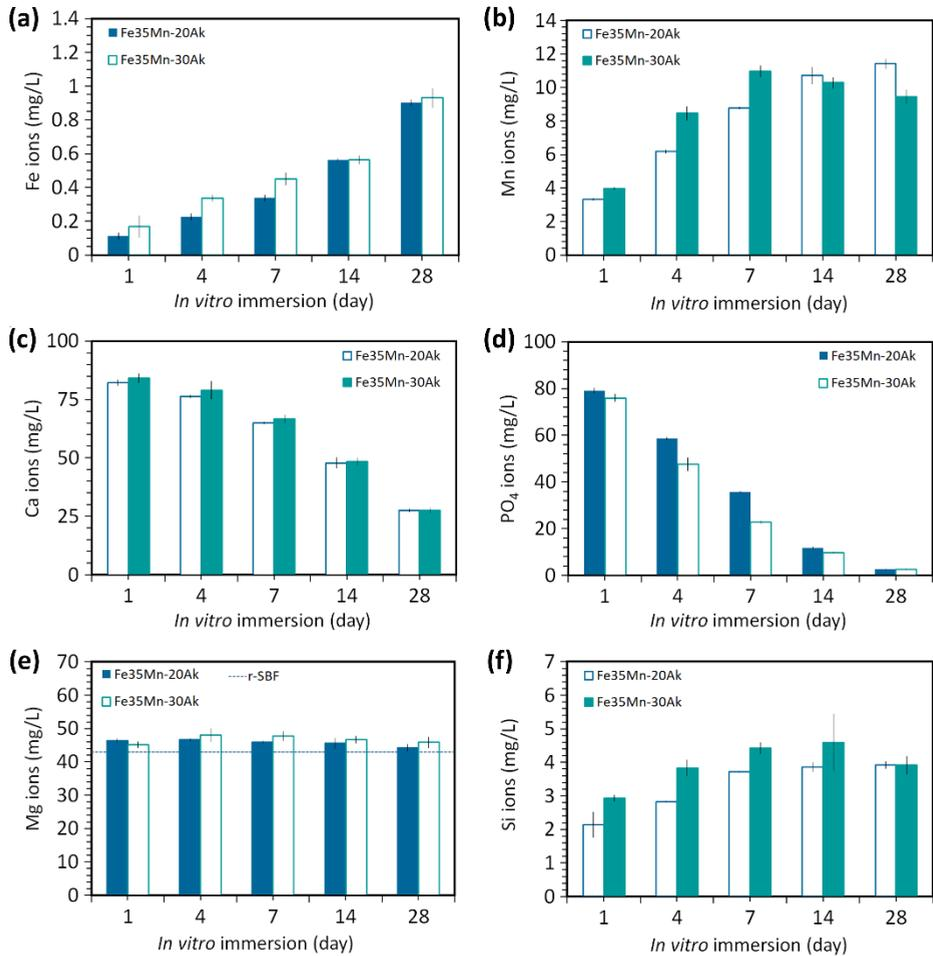 (a)
1.4
1.2
1
0.8
0.6
0.4
0.2
0
Fe ions (mg/L)
Fe35Mn-20Ak
Fe35Mn-30Ak
1 4 7 14 28
In vitro immersion (day)
(b)
14
12
10
8
6
4
2
0
Mn ions (mg/L)
Fe35Mn-20Ak
Fe35Mn-30Ak
1 4 7 14 28
In vitro immersion (day)
(c)
100
75
50
25
0
Ca ions (mg/L)
Fe35Mn-20Ak
Fe35Mn-30Ak
1 4 7 14 28
In vitro immersion (day)
(d)
100
80
60
40
20
0
PO4 ions (mg/L)
Fe35Mn-20Ak
Fe35Mn-30Ak
1 4 7 14 28
In vitro immersion (day)
(e)
70
60
50
40
30
20
10
0
Mg ions (mg/L)
Fe35Mn-20Ak r-SBF
Fe35Mn-30Ak
1 4 7 14 28
In vitro immersion (day)
(f)
7
6
5
4
3
2
1
0
Si ions (mg/L)
Fe35Mn-20Ak
Fe35Mn-30Ak
1 4 7 14 28
In vitro immersion (day)